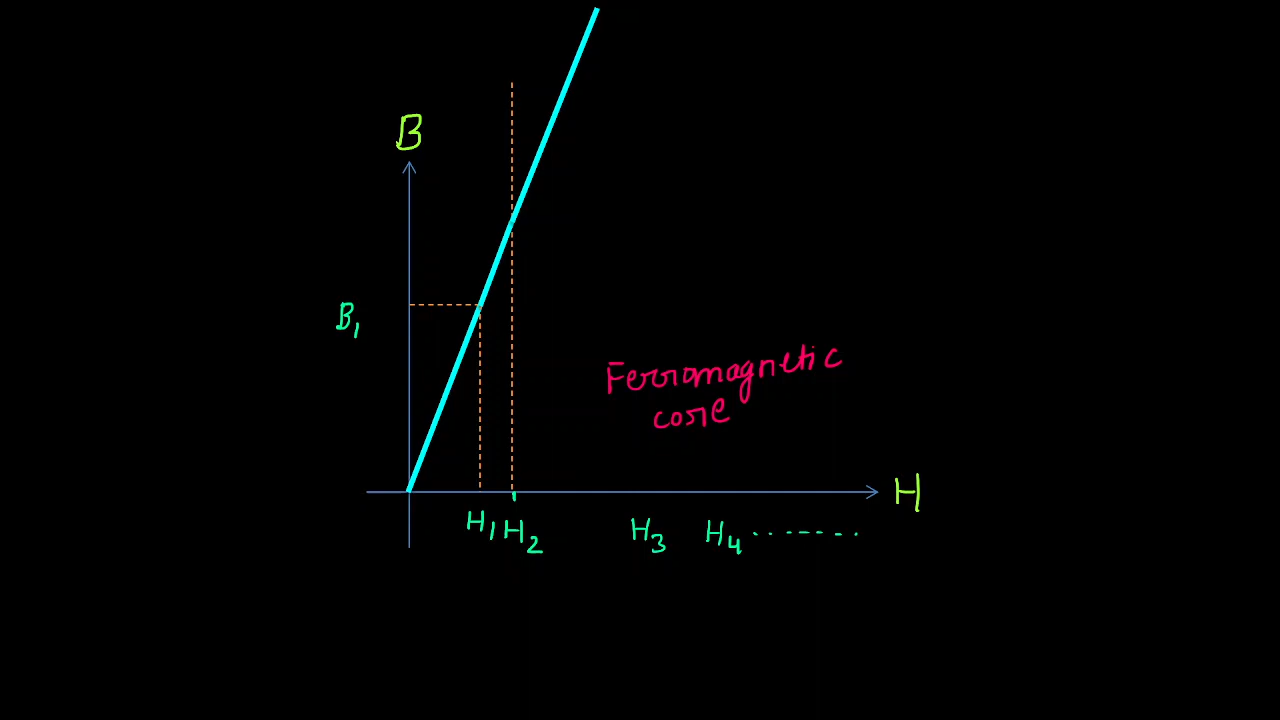 B
B₁
Ferromagnetic
core
H
H₁ H₂ H₃ H₄ ........